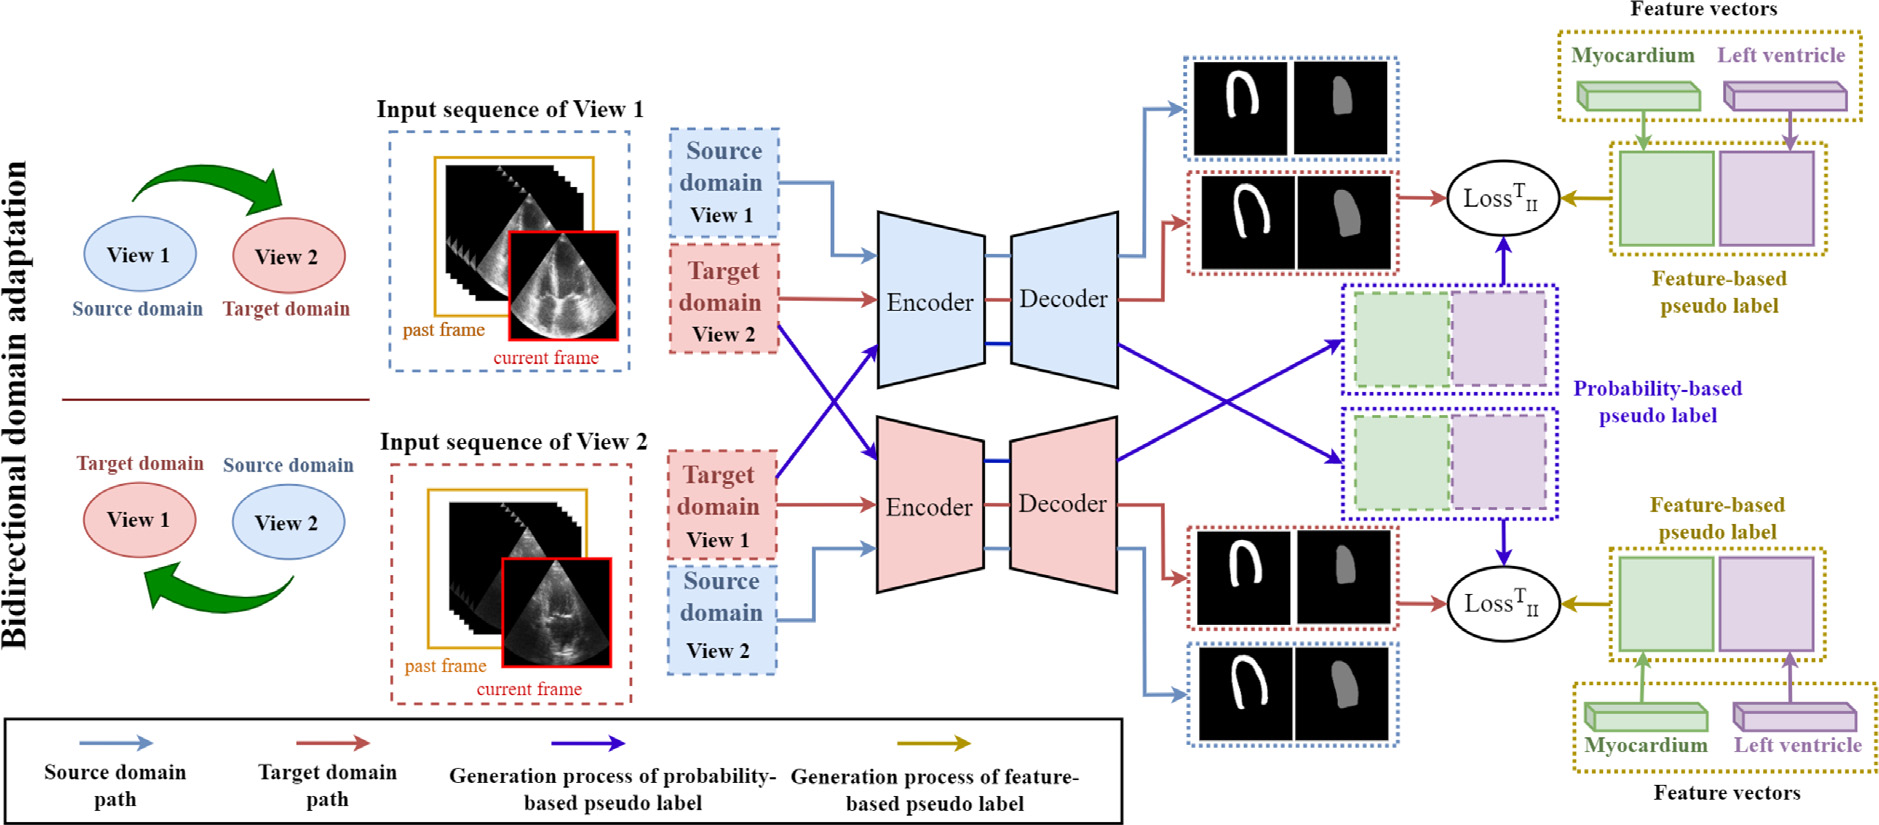 Bidirectional domain adaptation
View 1
Source domain
View 2
Target domain
Target domain
View 1
Source domain
View 2
Input sequence of View 1
past frame
current frame
Input sequence of View 2
past frame
current frame
Source
domain
View 1
Target
domain
View 2
Target
domain
View 1
Source
domain
View 2
Encoder
Decoder
Encoder
Decoder
Feature vectors
Myocardium
Left ventricle
Loss^T_II
Feature-based
pseudo label
Probability-based
pseudo label
Feature-based
pseudo label
Loss^T_II
Myocardium
Left ventricle
Feature vectors
Source domain
path
Target domain
path
Generation process of probability-
based pseudo label
Generation process of feature-
based pseudo label